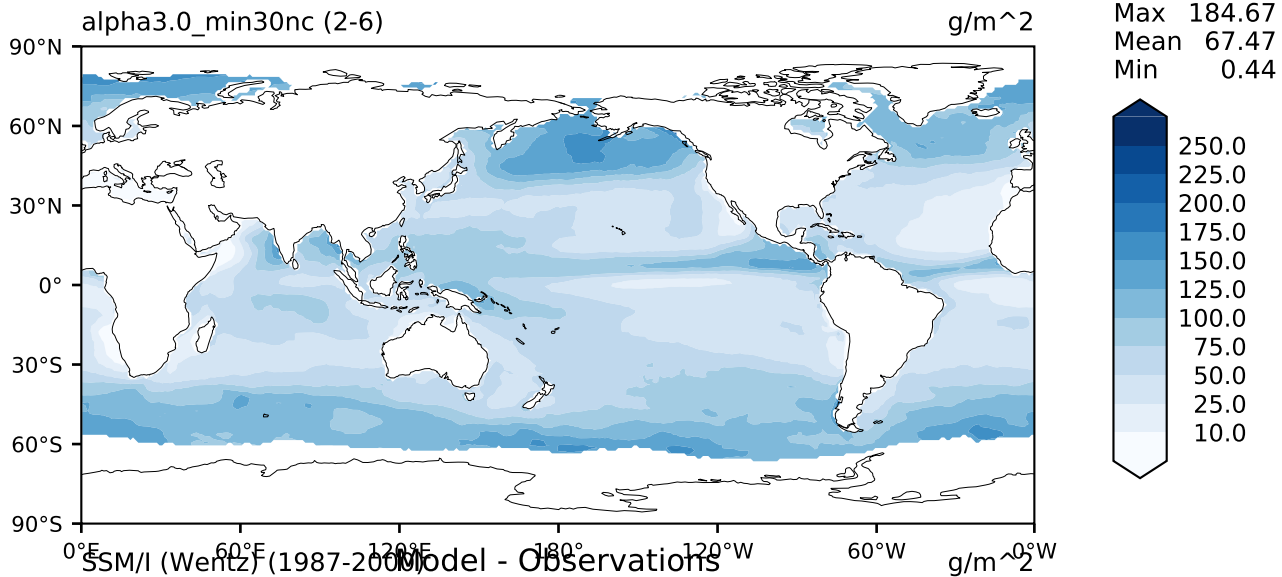 alpha3.0_min30nc (2-6) g/m^2
Max 184.67
Mean 67.47
Min 0.44
90°N
60°N
30°N
0°
30°S
60°S
90°S
250.0
225.0
200.0
175.0
150.0
125.0
100.0
75.0
50.0
25.0
10.0
0°E 60°E 120°E 180° 120°W 60°W 0°W
SSM/I (Wentz) (1987-2000) Model - Observations g/m^2